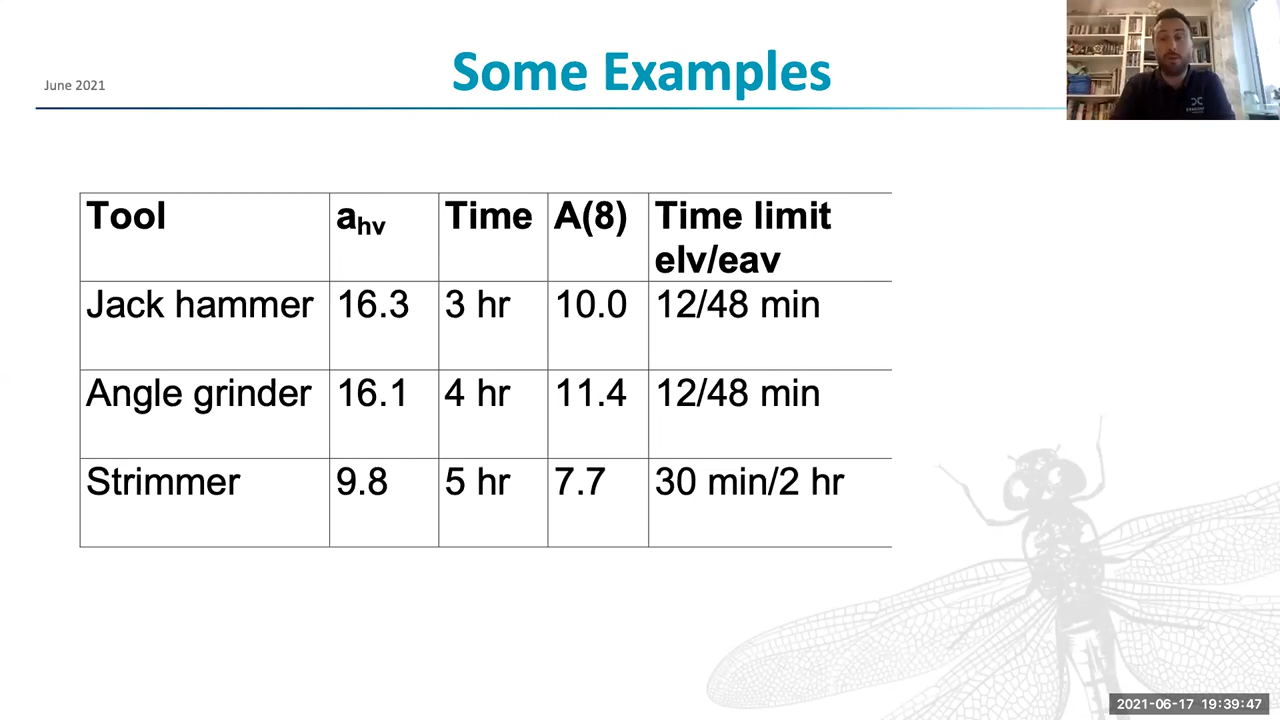 June 2021
Some Examples
Tool ahv Time A(8) Time limit
elv/eav
Jack hammer 16.3 3 hr 10.0 12/48 min
Angle grinder 16.1 4 hr 11.4 12/48 min
Strimmer 9.8 5 hr 7.7 30 min/2 hr
2021-06-17 19:39:47